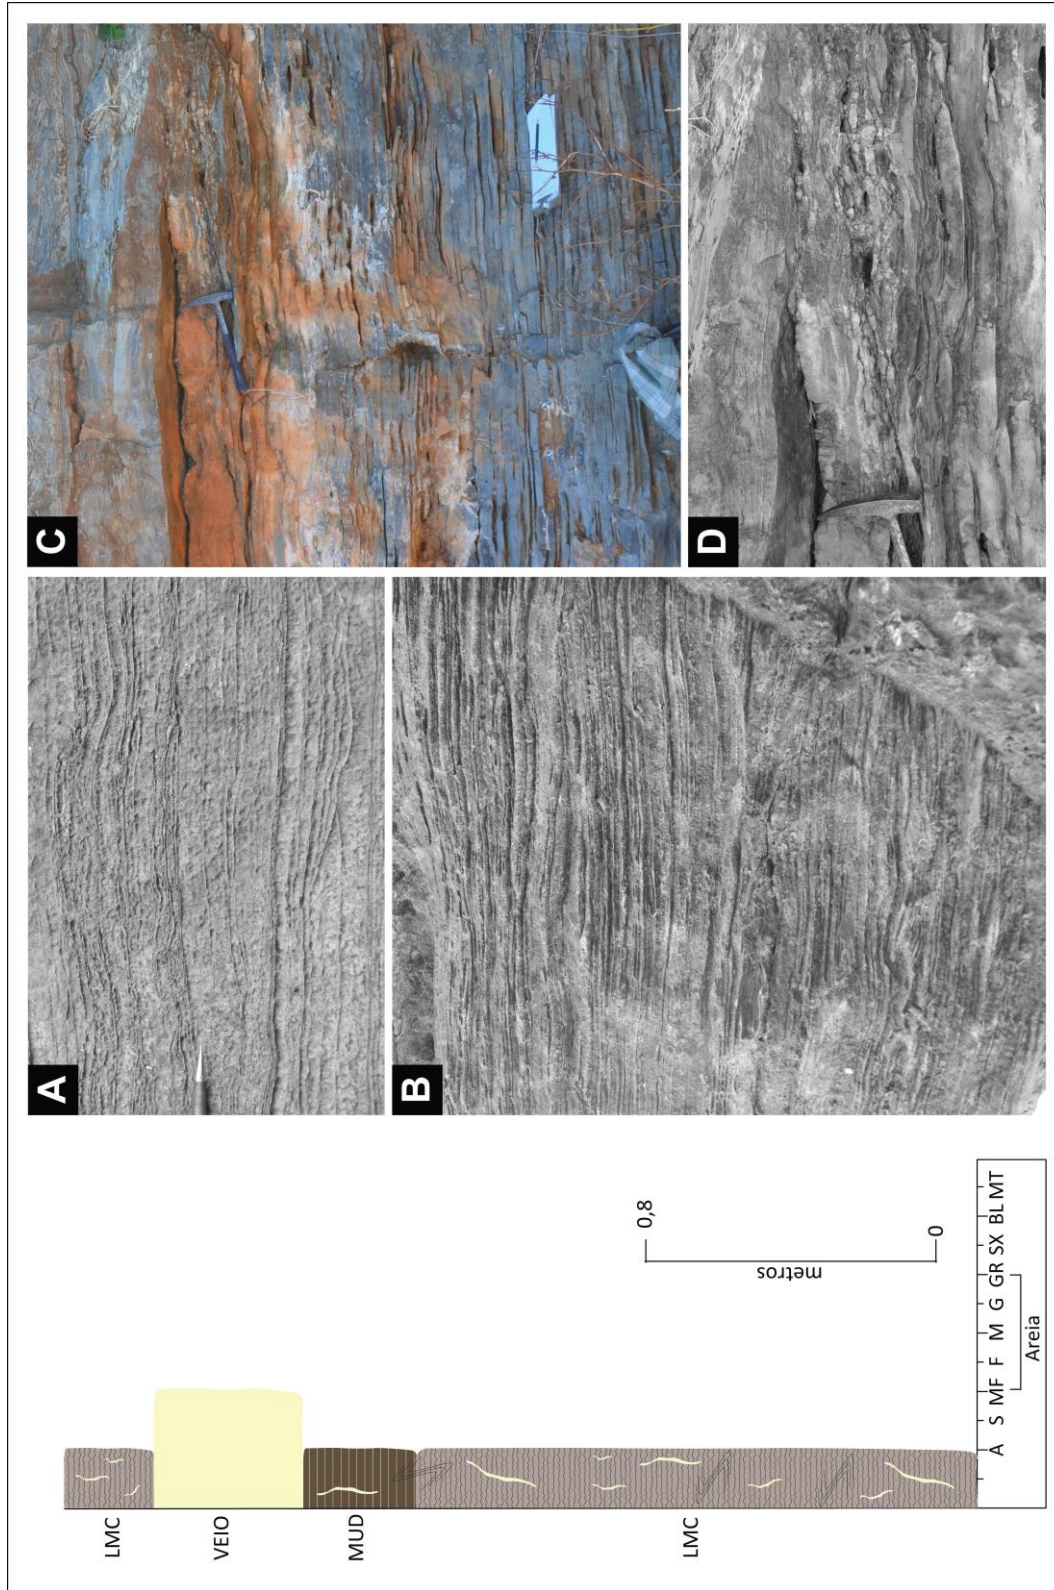 A
B
C
D
LMC
VEIO
MUD
LMC
0,8
metros
0
A S MF F M G GR SX BL MT
Areia